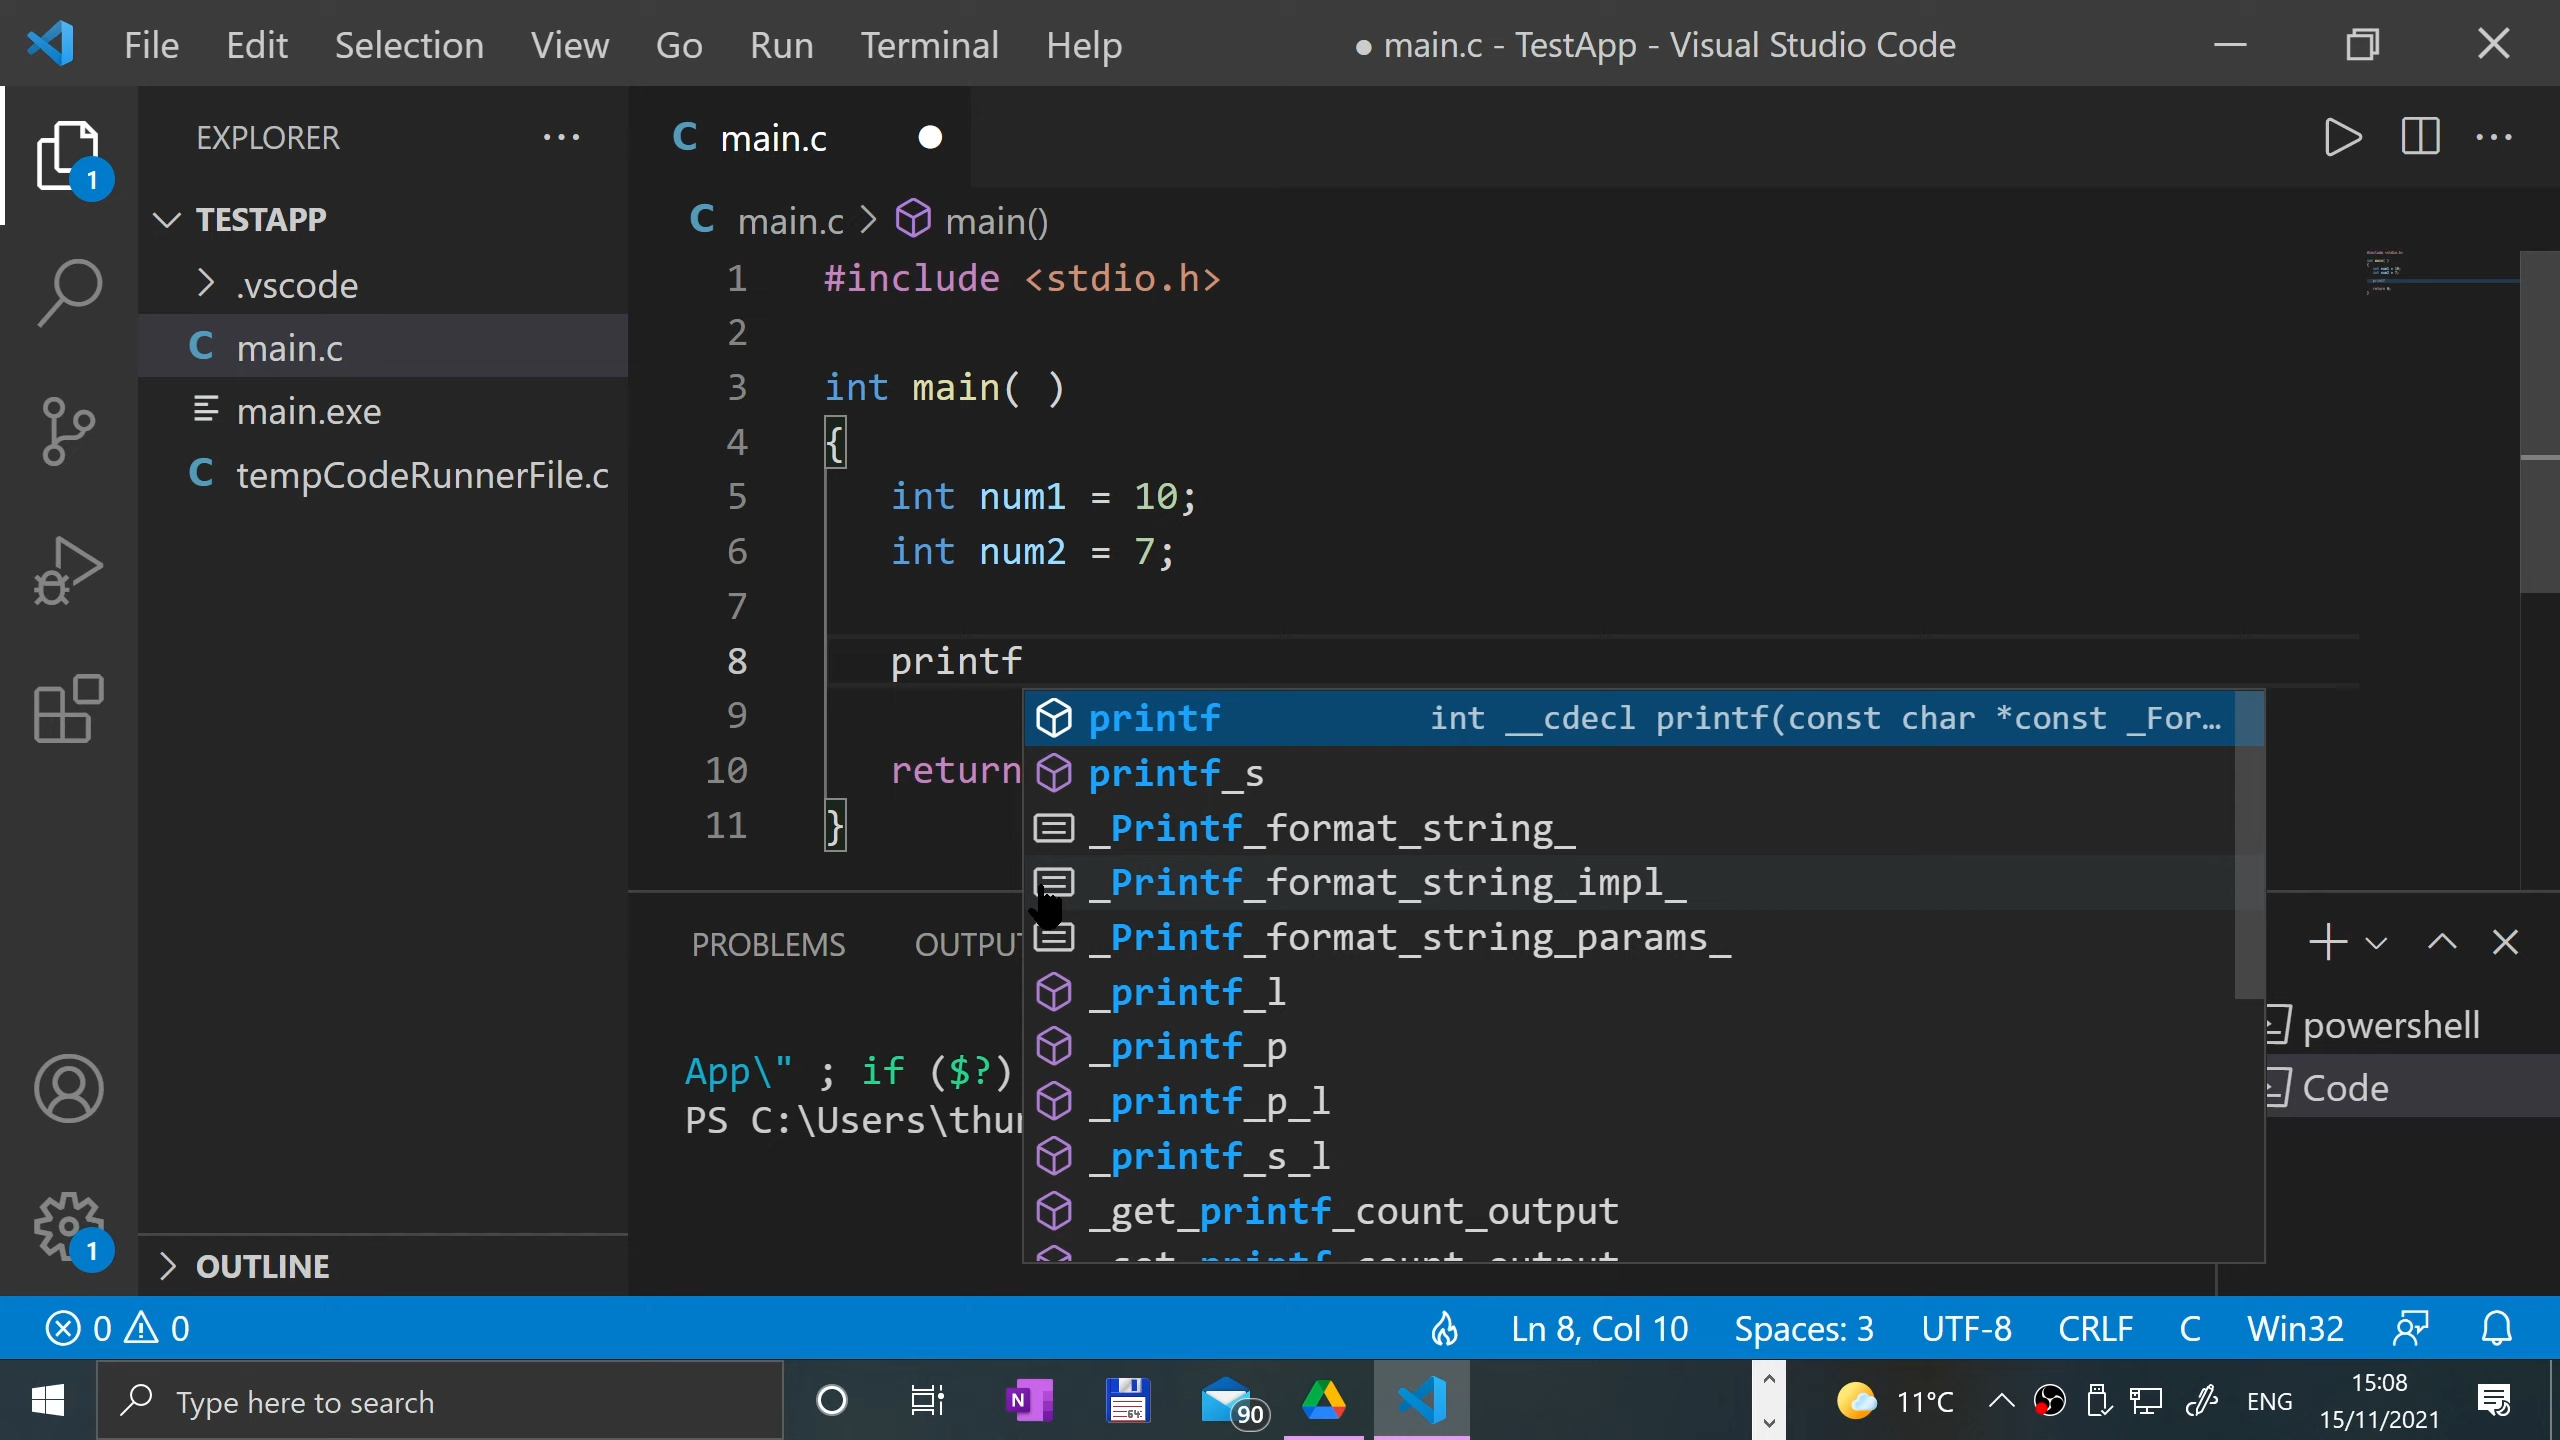 File Edit Selection View Go Run Terminal Help
● main.c - TestApp - Visual Studio Code
EXPLORER
1
TESTAPP
.vscode
C main.c
main.exe
C tempCodeRunnerFile.c
OUTLINE
1
C main.c
C main.c > main()
1 #include <stdio.h>
2
3 int main( )
4 {
5 int num1 = 10;
6 int num2 = 7;
7
8 printf
9
10 return
11 }
printf int __cdecl printf(const char *const _For…
printf_s
_Printf_format_string_
_Printf_format_string_impl_
_Printf_format_string_params_
_printf_l
_printf_p
_printf_p_l
_printf_s_l
_get_printf_count_output
PROBLEMS OUTPUT
App\" ; if ($?)
PS C:\Users\thu
powershell
Code
0 0
Ln 8, Col 10 Spaces: 3 UTF-8 CRLF C Win32
Type here to search
N
64
90
11°C
ENG
15:08
15/11/2021